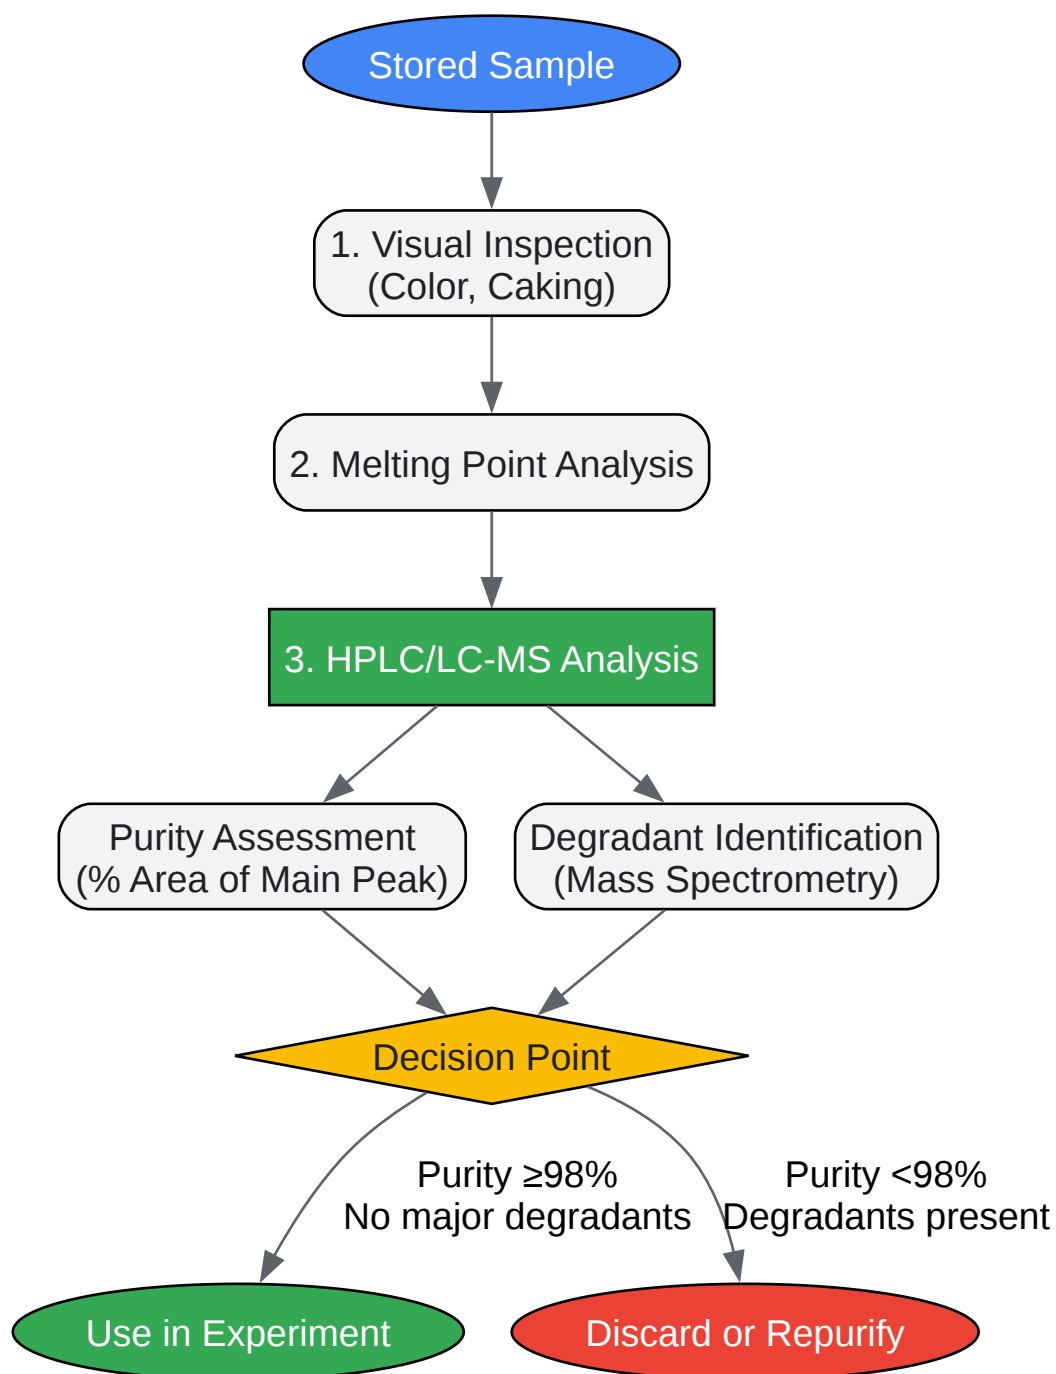 Stored Sample
1. Visual Inspection
(Color, Caking)
2. Melting Point Analysis
3. HPLC/LC-MS Analysis
Purity Assessment
(% Area of Main Peak)
Degradant Identification
(Mass Spectrometry)
Decision Point
Purity ≥98%
No major degradants
Purity <98%
Degradants present
Use in Experiment
Discard or Repurify